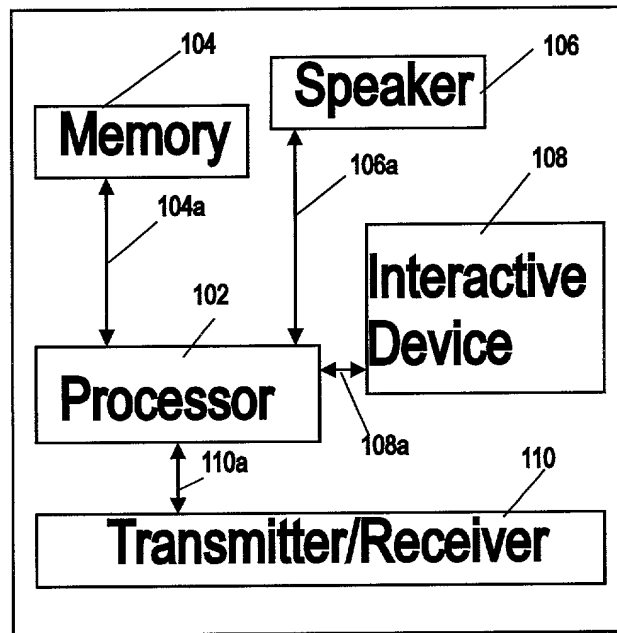 104
106
Speaker
Memory
106a
108
104a
Interactive
Device
102
Processor
108a
110a
110
Transmitter/Receiver